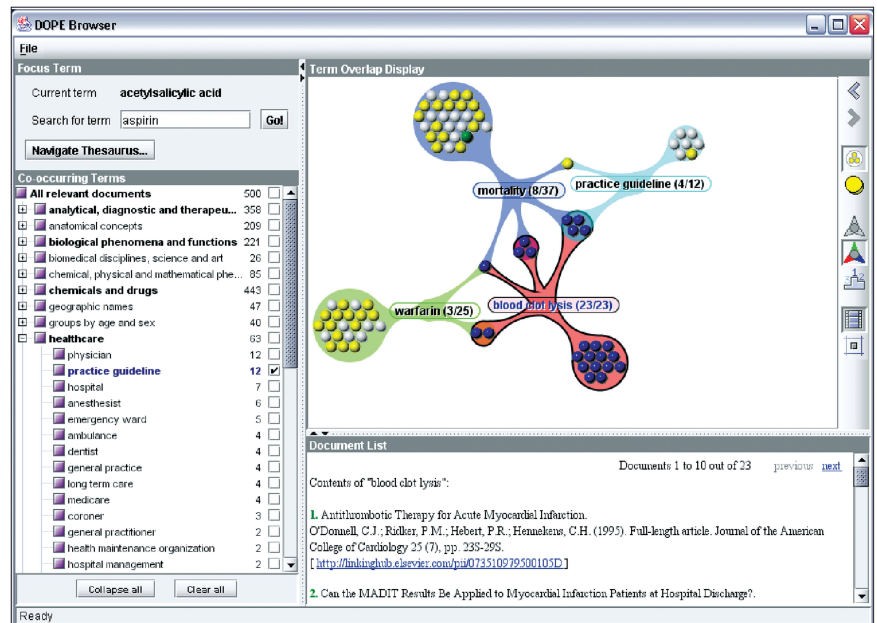 DOPE Browser
File
Focus Term
Current term acetylsalicylic acid
Search for term aspirin Go!
Navigate Thesaurus...
Co-occurring Terms
All relevant documents 500
analytical, diagnostic and therapeu... 358
anatomical concepts 209
biological phenomena and functions 221
biomedical disciplines, science and art 26
chemical, physical and mathematical phe... 85
chemicals and drugs 443
geographic names 47
groups by age and sex 40
healthcare 63
physician 12
practice guideline 12
hospital 7
anesthesist 6
emergency ward 5
ambulance 4
dentist 4
general practice 4
long term care 4
medicare 4
coroner 3
general practitioner 2
health maintenance organization 2
hospital management 2
Collapse all Clear all
Ready
Term Overlap Display
mortality (8/37)
practice guideline (4/12)
warfarin (3/25)
blood clot lysis (23/23)
Document List
Documents 1 to 10 out of 23 previous next
Contents of "blood clot lysis":
1. Antithrombotic Therapy for Acute Myocardial Infarction.
O'Donnell, C.J.; Ridker, P.M.; Hebert, P.R.; Hennekens, C.H. (1995). Full-length article. Journal of the American
College of Cardiology 25 (7), pp. 23S-29S.
[ http://linkinghub.elsevier.com/pii/073510979500105D ]
2. Can the MADIT Results Be Applied to Myocardial Infarction Patients at Hospital Discharge?.